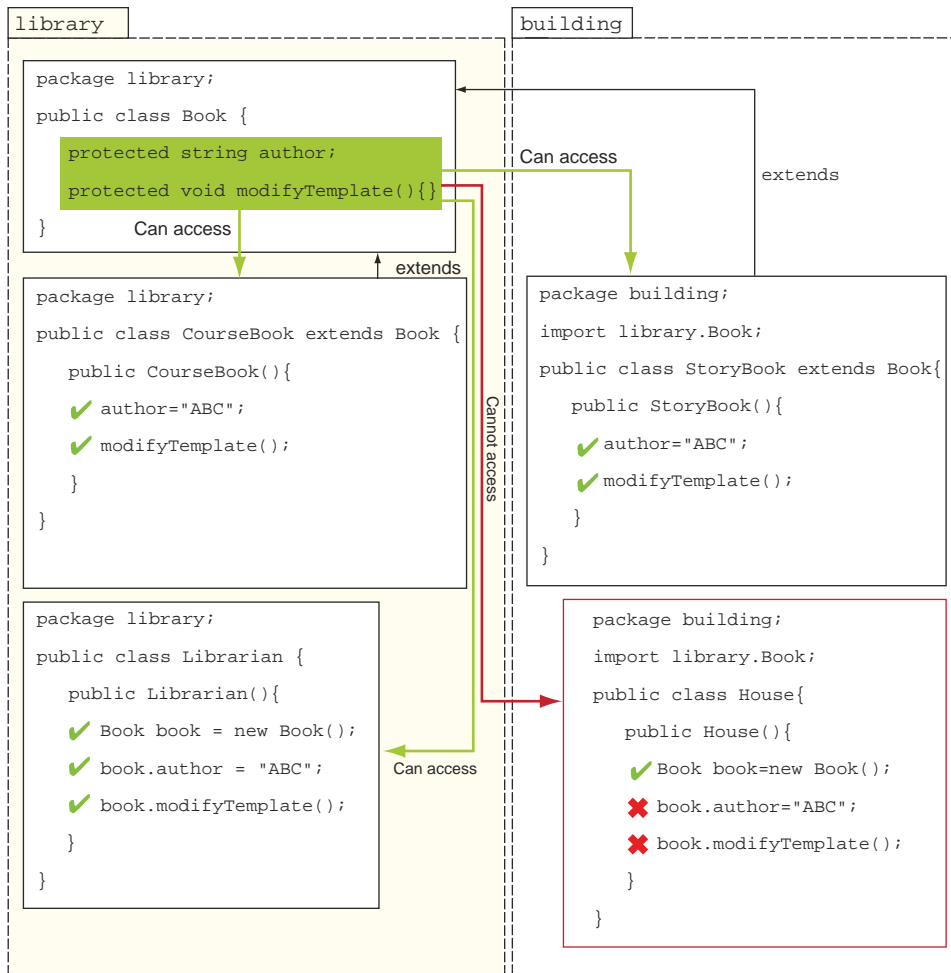 library
package library;
public class Book {
protected string author;
protected void modifyTemplate(){}
}
Can access
extends
package library;
public class CourseBook extends Book {
public CourseBook(){
author="ABC";
modifyTemplate();
}
}
package library;
public class Librarian {
public Librarian(){
Book book = new Book();
book.author = "ABC";
book.modifyTemplate();
}
}
Can access
Cannot access
building
Can access
extends
package building;
import library.Book;
public class StoryBook extends Book{
public StoryBook(){
author="ABC";
modifyTemplate();
}
}
package building;
import library.Book;
public class House{
public House(){
Book book=new Book();
book.author="ABC";
book.modifyTemplate();
}
}